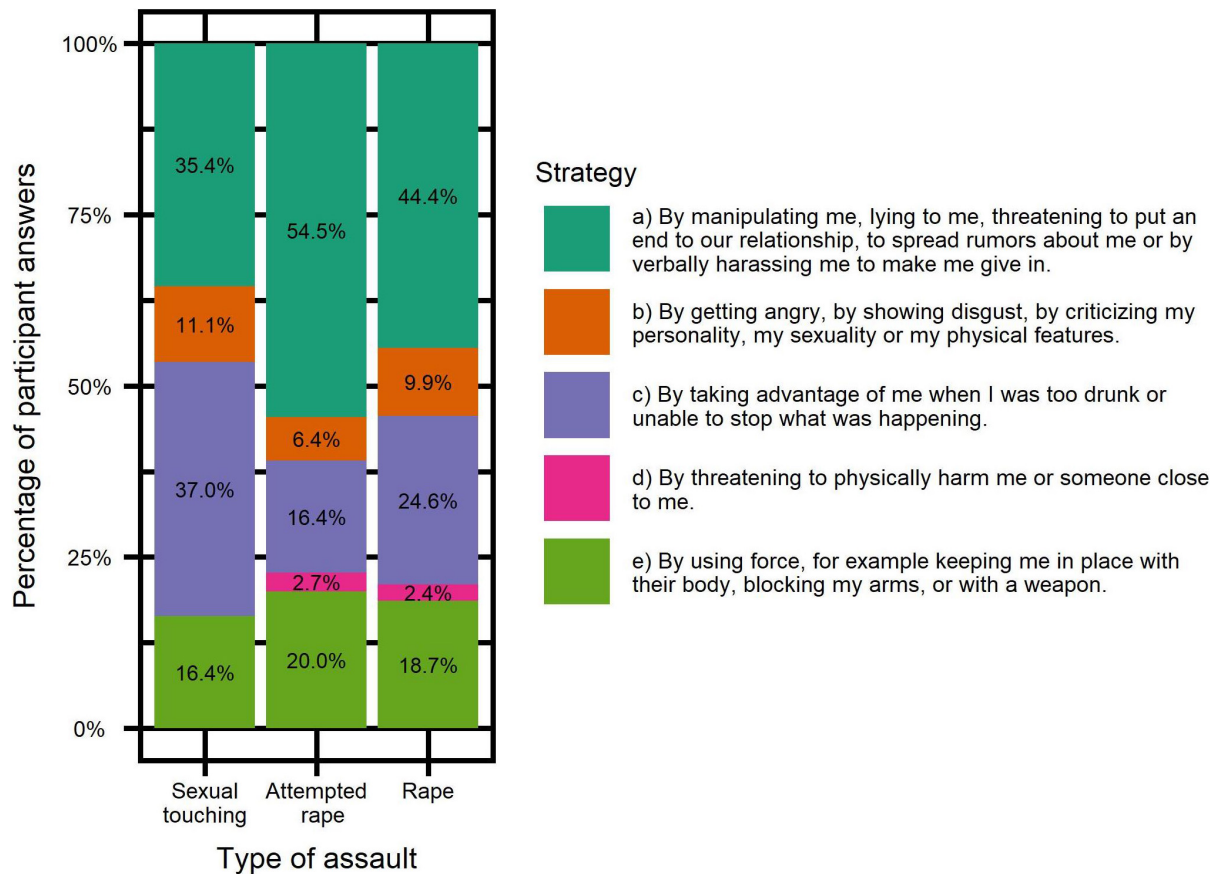 100%
75%
50%
25%
0%
Percentage of participant answers
35.4%
11.1%
37.0%
16.4%
54.5%
6.4%
16.4%
2.7%
20.0%
44.4%
9.9%
24.6%
2.4%
18.7%
Sexual
touching
Attempted
rape
Rape
Type of assault
Strategy
a) By manipulating me, lying to me, threatening to put an
end to our relationship, to spread rumors about me or by
verbally harassing me to make me give in.
b) By getting angry, by showing disgust, by criticizing my
personality, my sexuality or my physical features.
c) By taking advantage of me when I was too drunk or
unable to stop what was happening.
d) By threatening to physically harm me or someone close
to me.
e) By using force, for example keeping me in place with
their body, blocking my arms, or with a weapon.